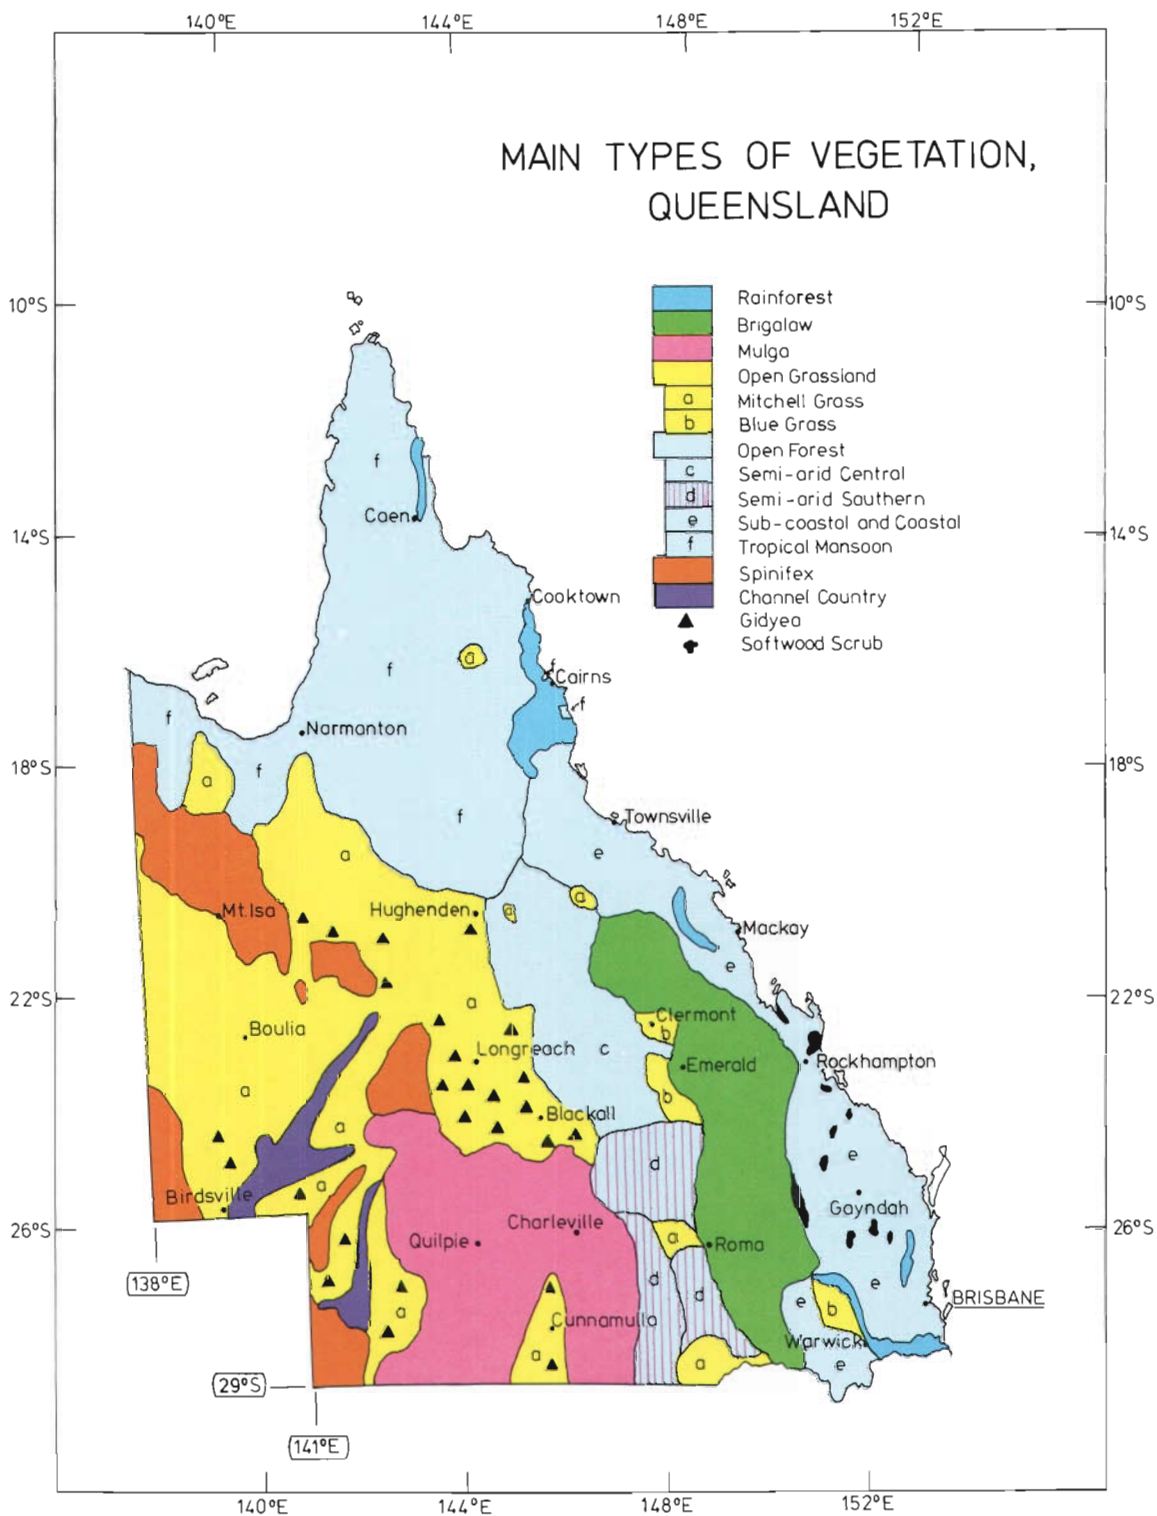 140°E 144°E 148°E 152°E
MAIN TYPES OF VEGETATION,
QUEENSLAND
10°S 10°S
Rainforest
Brigalaw
Mulga
Open Grassland
a Mitchell Grass
b Blue Grass
Open Forest
c Semi-arid Central
d Semi-arid Southern
e Sub-coastal and Coastal
f Tropical Monsoon
Spinifex
Channel Country
Gidyea
Softwood Scrub
f
Caen
14°S 14°S
Cooktown
a
f
f
Cairns
f
f
Normanton
18°S 18°S
a
f
f
Townsville
a
e
Mt.Isa
Hughenden
a
a
Mackay
e
22°S 22°S
a
Clermont
b
Boulia
Longreach
c
Emerald
Rockhampton
a
b
Blackall
a
d
e
Birdsville
a
Gayndah
Charleville
26°S 26°S
Quilpie
a
Roma
138°E
d
d
e
e
BRISBANE
a
b
Cunnamulla
Warwick
a
a
e
29°S
141°E
140°E 144°E 148°E 152°E